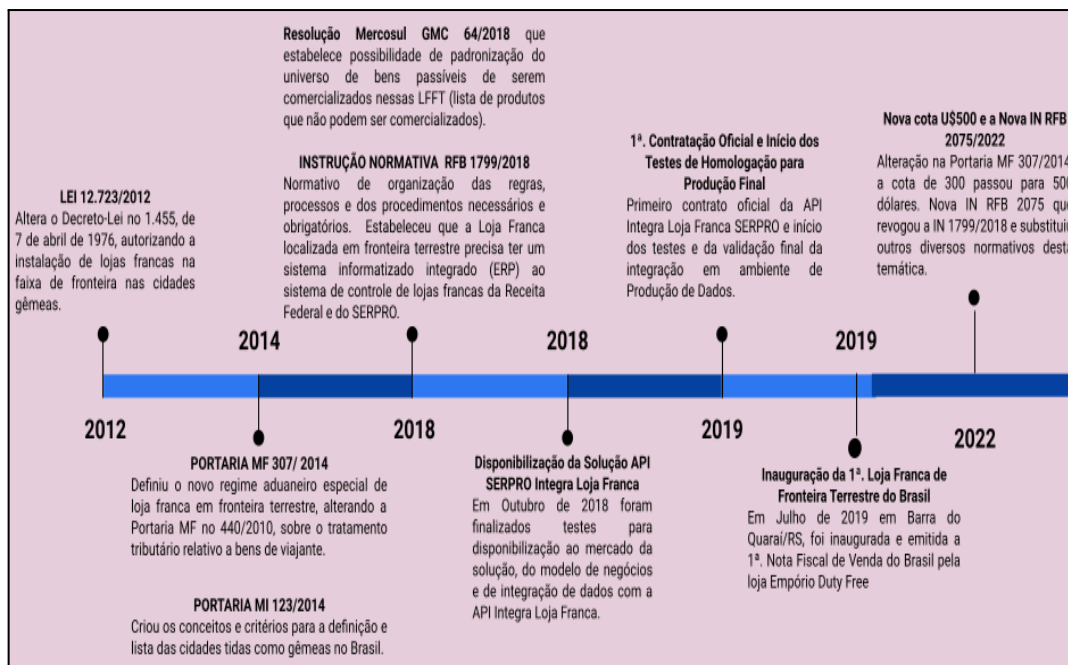 LEI 12.723/2012
Altera o Decreto-Lei no 1.455, de
7 de abril de 1976, autorizando a
instalação de lojas francas na
faixa de fronteira nas cidades
gêmeas.
Resolução Mercosul GMC 64/2018 que
estabelece possibilidade de padronização do
universo de bens passíveis de serem
comercializados nessas LFFT (lista de produtos
que não podem ser comercializados).
INSTRUÇÃO NORMATIVA RFB 1799/2018
Normativo de organização das regras,
processos e dos procedimentos necessários e
obrigatórios. Estabeleceu que a Loja Franca
localizada em fronteira terrestre precisa ter um
sistema informatizado integrado (ERP) ao
sistema de controle de lojas francas da Receita
Federal e do SERPRO.
1ª. Contratação Oficial e Início dos
Testes de Homologação para
Produção Final
Primeiro contrato oficial da API
Integra Loja Franca SERPRO e início
dos testes e da validação final da
integração em ambiente de
Produção de Dados.
Nova cota U$500 e a Nova IN RFB
2075/2022
Alteração na Portaria MF 307/2014
a cota de 300 passou para 500
dólares. Nova IN RFB 2075 que
revogou a IN 1799/2018 e substituiu
outros diversos normativos desta
temática.
2014
2018
2019
2012
2018
2019
2022
PORTARIA MF 307/ 2014
Definiu o novo regime aduaneiro especial de
loja franca em fronteira terrestre, alterando a
Portaria MF no 440/2010, sobre o tratamento
tributário relativo a bens de viajante.
PORTARIA MI 123/2014
Criou os conceitos e critérios para a definição e
lista das cidades tidas como gêmeas no Brasil.
Disponibilização da Solução API
SERPRO Integra Loja Franca
Em Outubro de 2018 foram
finalizados testes para
disponibilização ao mercado da
solução, do modelo de negócios
e de integração de dados com a
API Integra Loja Franca.
Inauguração da 1ª. Loja Franca de
Fronteira Terrestre do Brasil
Em Julho de 2019 em Barra do
Quaraí/RS, foi inaugurada e emitida a
1ª. Nota Fiscal de Venda do Brasil pela
loja Empório Duty Free